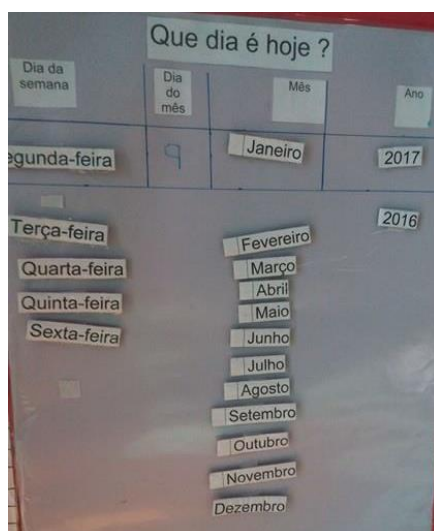 Que dia é hoje ?
Dia da
semana
Dia
do
mês
Mês
Ano
egunda-feira
9
Janeiro
2017
2016
Terça-feira
Quarta-feira
Quinta-feira
Sexta-feira
Fevereiro
Março
Abril
Maio
Junho
Julho
Agosto
Setembro
Outubro
Novembro
Dezembro